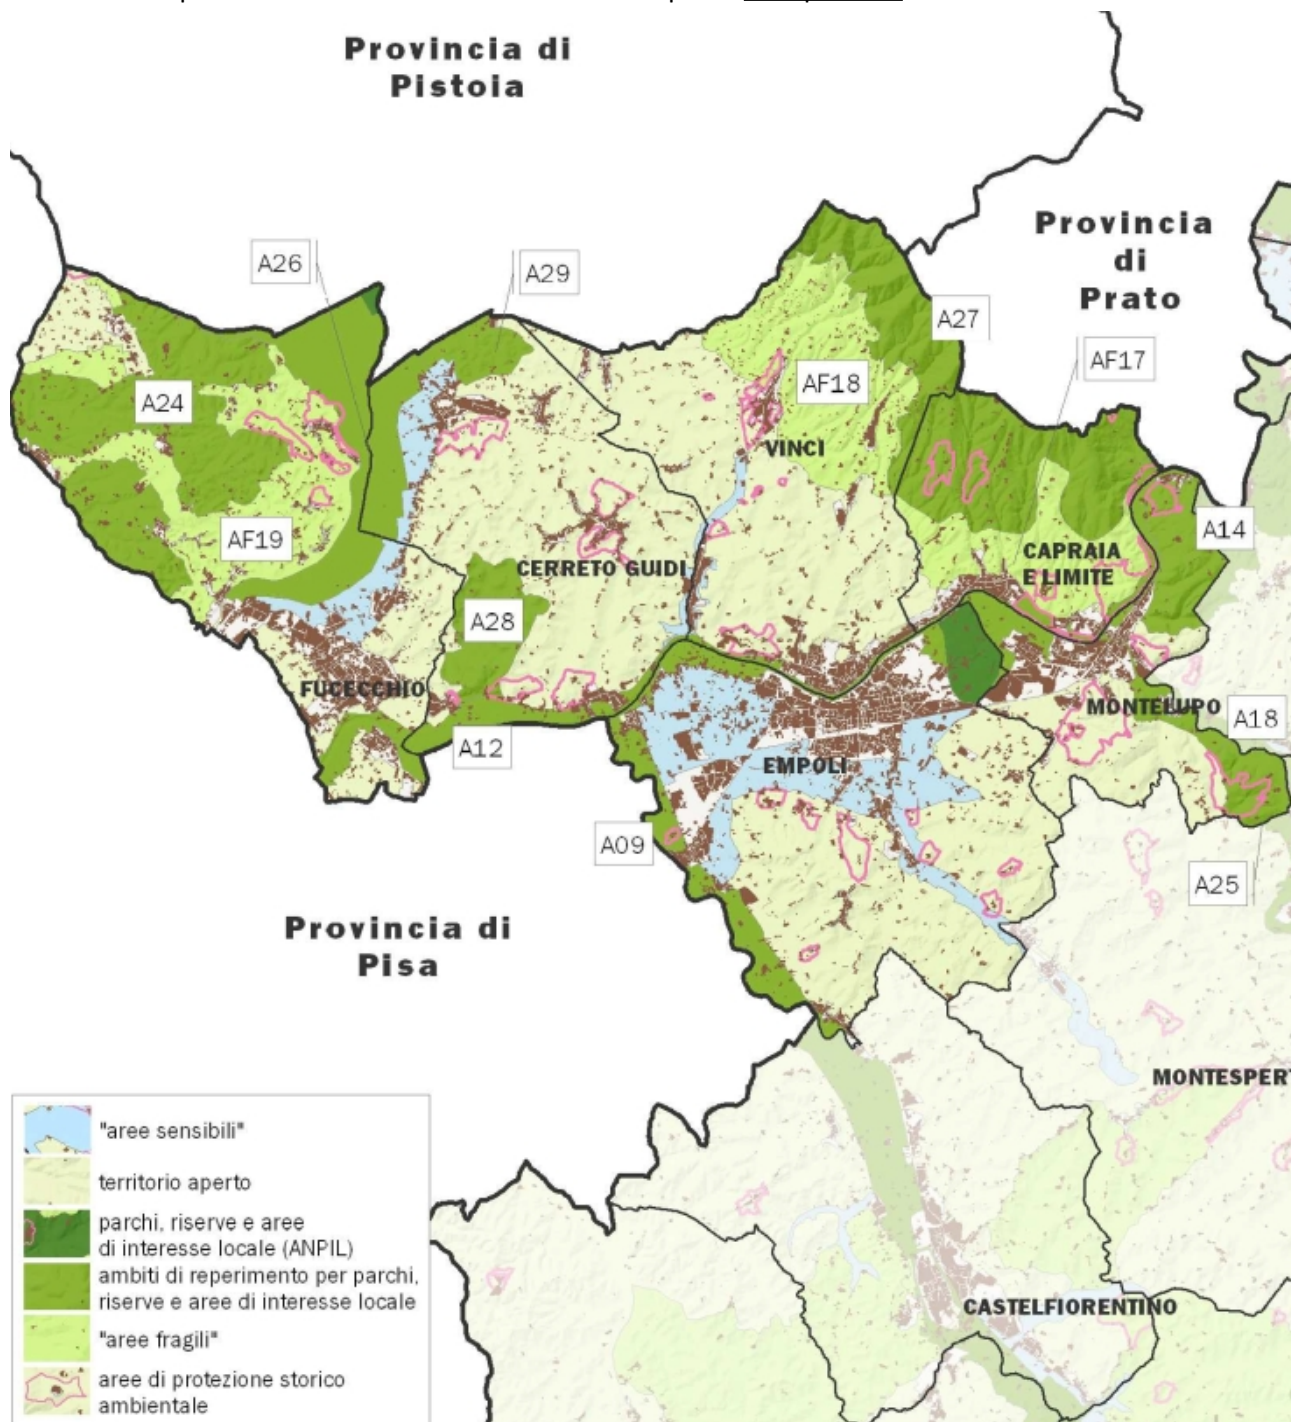 Provincia di
Pistoia
Provincia
di
Prato
A26
A29
A27
AF17
AF18
A24
VINCI
A14
AF19
CAPRAIA
E LIMITE
CERRETO GUIDI
A28
FUCECCHIO
MONTELUPO
A18
A12
EMPOLI
A09
A25
Provincia di
Pisa
MONTESPERT
"aree sensibili"
territorio aperto
parchi, riserve e aree
di interesse locale (ANPIL)
ambiti di reperimento per parchi,
riserve e aree di interesse locale
"aree fragili"
CASTELFIORENTINO
aree di protezione storico
ambientale